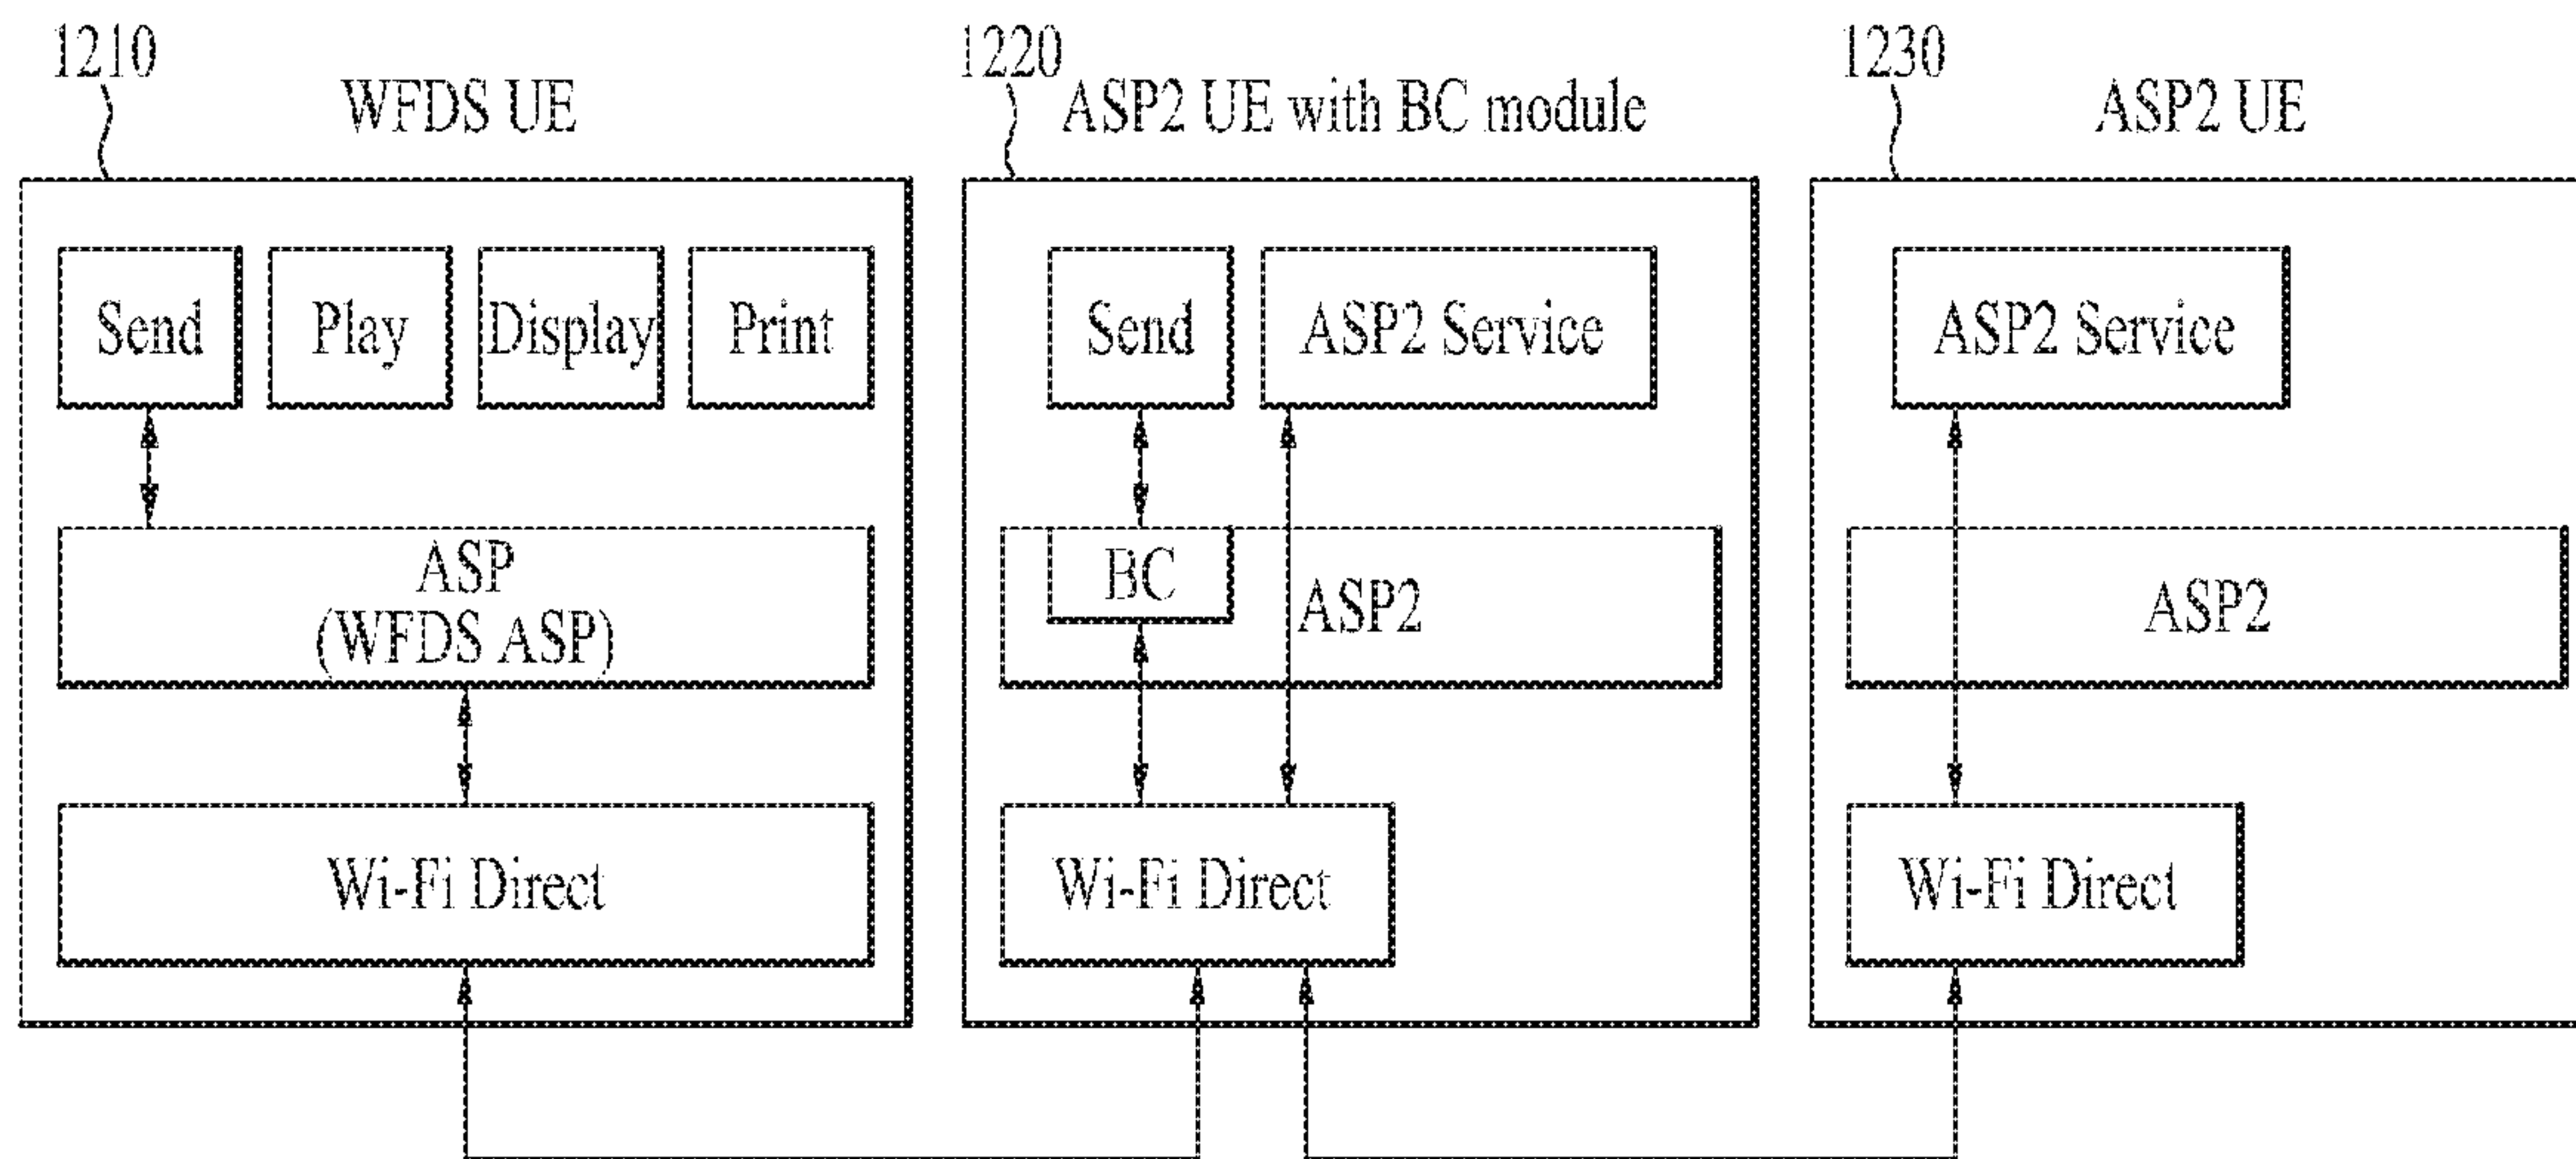 1210
WFDS UE
1220
ASP2 UE with BC module
1230
ASP2 UE
Send
Play
Display
Print
ASP
(WFDS ASP)
Wi-Fi Direct
Send
ASP2 Service
BC
ASP2
Wi-Fi Direct
ASP2 Service
ASP2
Wi-Fi Direct